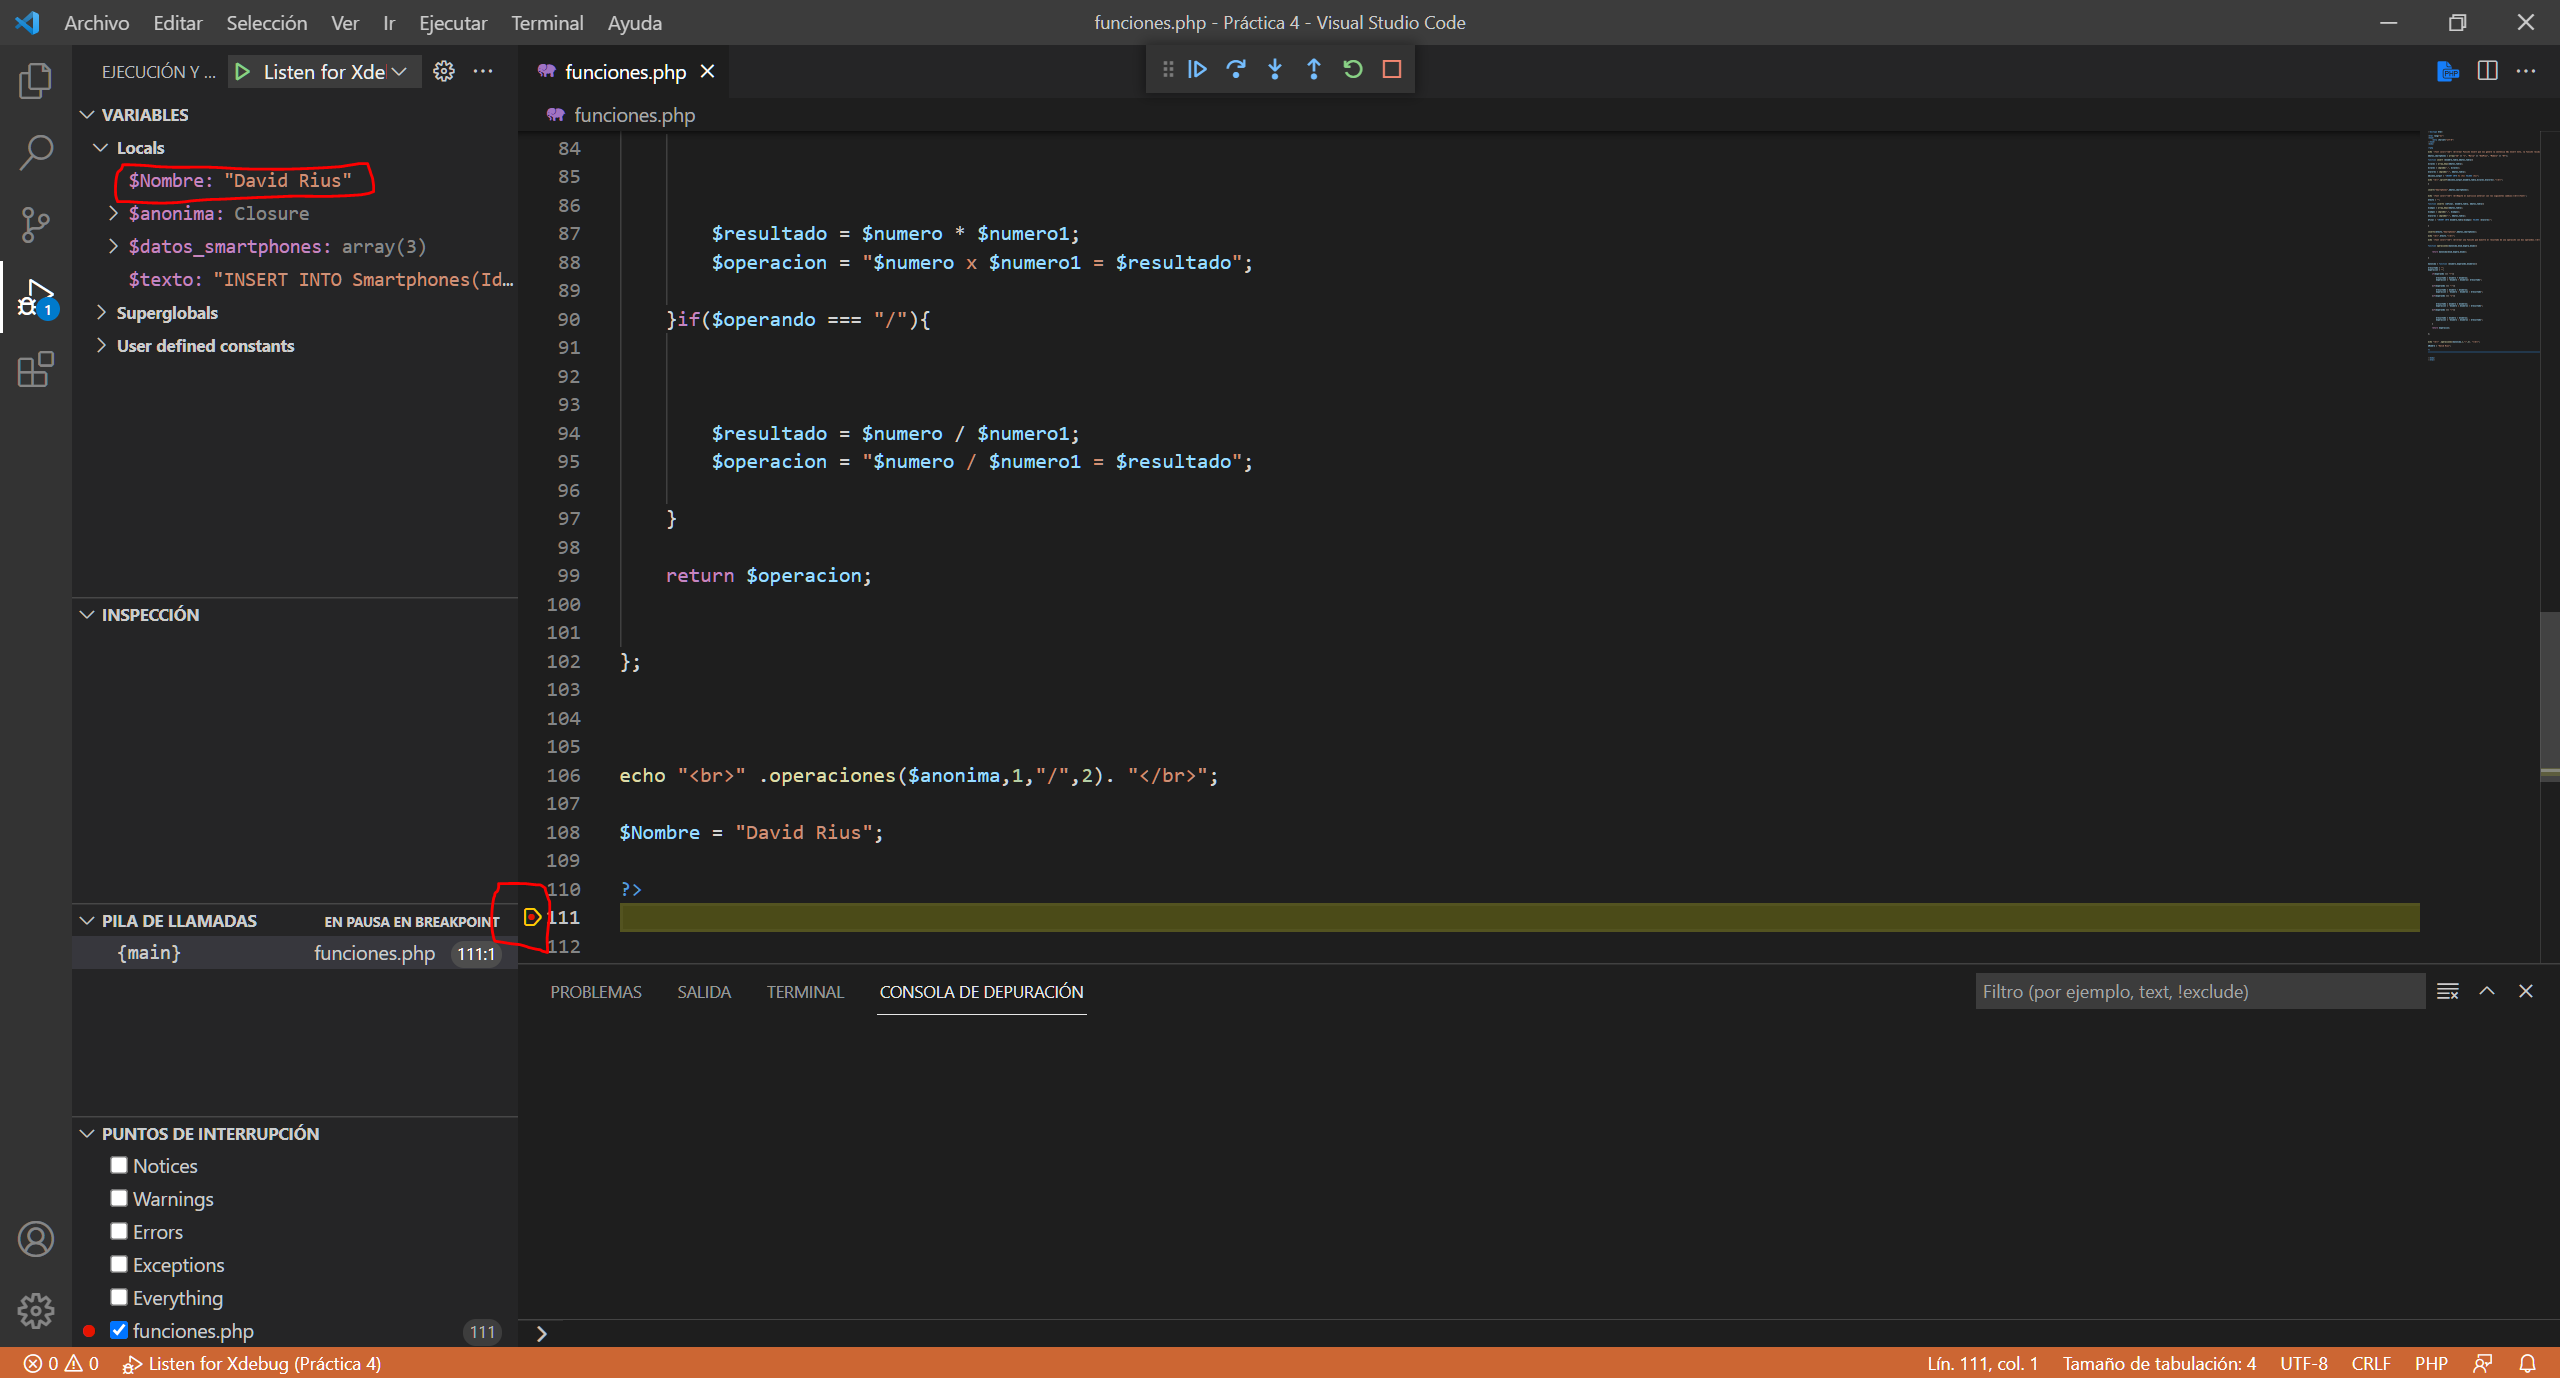 Archivo Editar Selección Ver Ir Ejecutar Terminal Ayuda
funciones.php - Práctica 4 - Visual Studio Code
EJECUCIÓN Y ...
Listen for Xde
VARIABLES
Locals
$Nombre: "David Rius"
$anonima: Closure
$datos_smartphones: array(3)
$texto: "INSERT INTO Smartphones(Id...
Superglobals
User defined constants
INSPECCIÓN
PILA DE LLAMADAS EN PAUSA EN BREAKPOINT
{main} funciones.php 111:1
PUNTOS DE INTERRUPCIÓN
Notices
Warnings
Errors
Exceptions
Everything
funciones.php 111
funciones.php
funciones.php
84
85
86
87 $resultado = $numero * $numero1;
88 $operacion = "$numero x $numero1 = $resultado";
89
90 }if($operando === "/"){
91
92
93
94 $resultado = $numero / $numero1;
95 $operacion = "$numero / $numero1 = $resultado";
96
97 }
98
99 return $operacion;
100
101
102 };
103
104
105
106 echo "<br>" .operaciones($anonima,1,"/",2). "</br>";
107
108 $Nombre = "David Rius";
109
110 ?>
111
112
PROBLEMAS SALIDA TERMINAL CONSOLA DE DEPURACIÓN
Filtro (por ejemplo, text, !exclude)
0 0 Listen for Xdebug (Práctica 4)
Lín. 111, col. 1 Tamaño de tabulación: 4 UTF-8 CRLF PHP
1